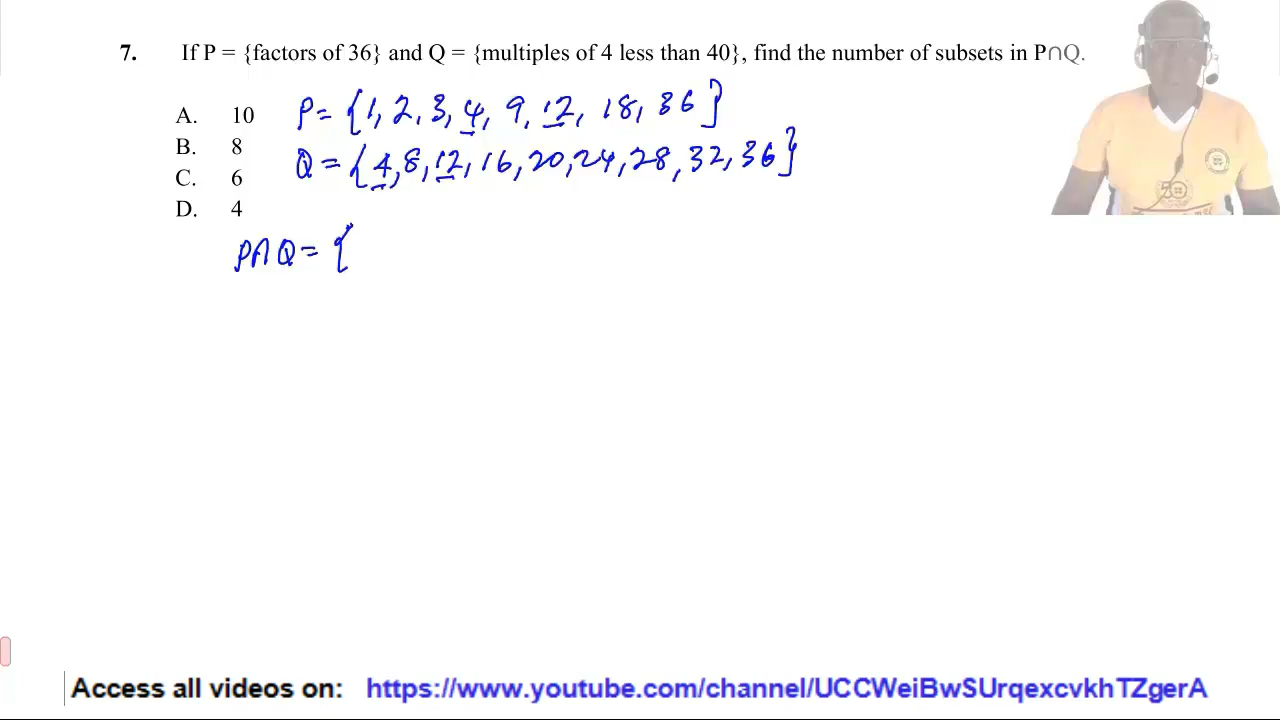 7. If P = {factors of 36} and Q = {multiples of 4 less than 40}, find the number of subsets in P∩Q.
A. 10
B. 8
C. 6
D. 4
P = {1, 2, 3, 4, 9, 12, 18, 36}
Q = {4, 8, 12, 16, 20, 24, 28, 32, 36}
P∩Q = {
Access all videos on: https://www.youtube.com/channel/UCCWeiBwSUrqexcvkhTZgerA